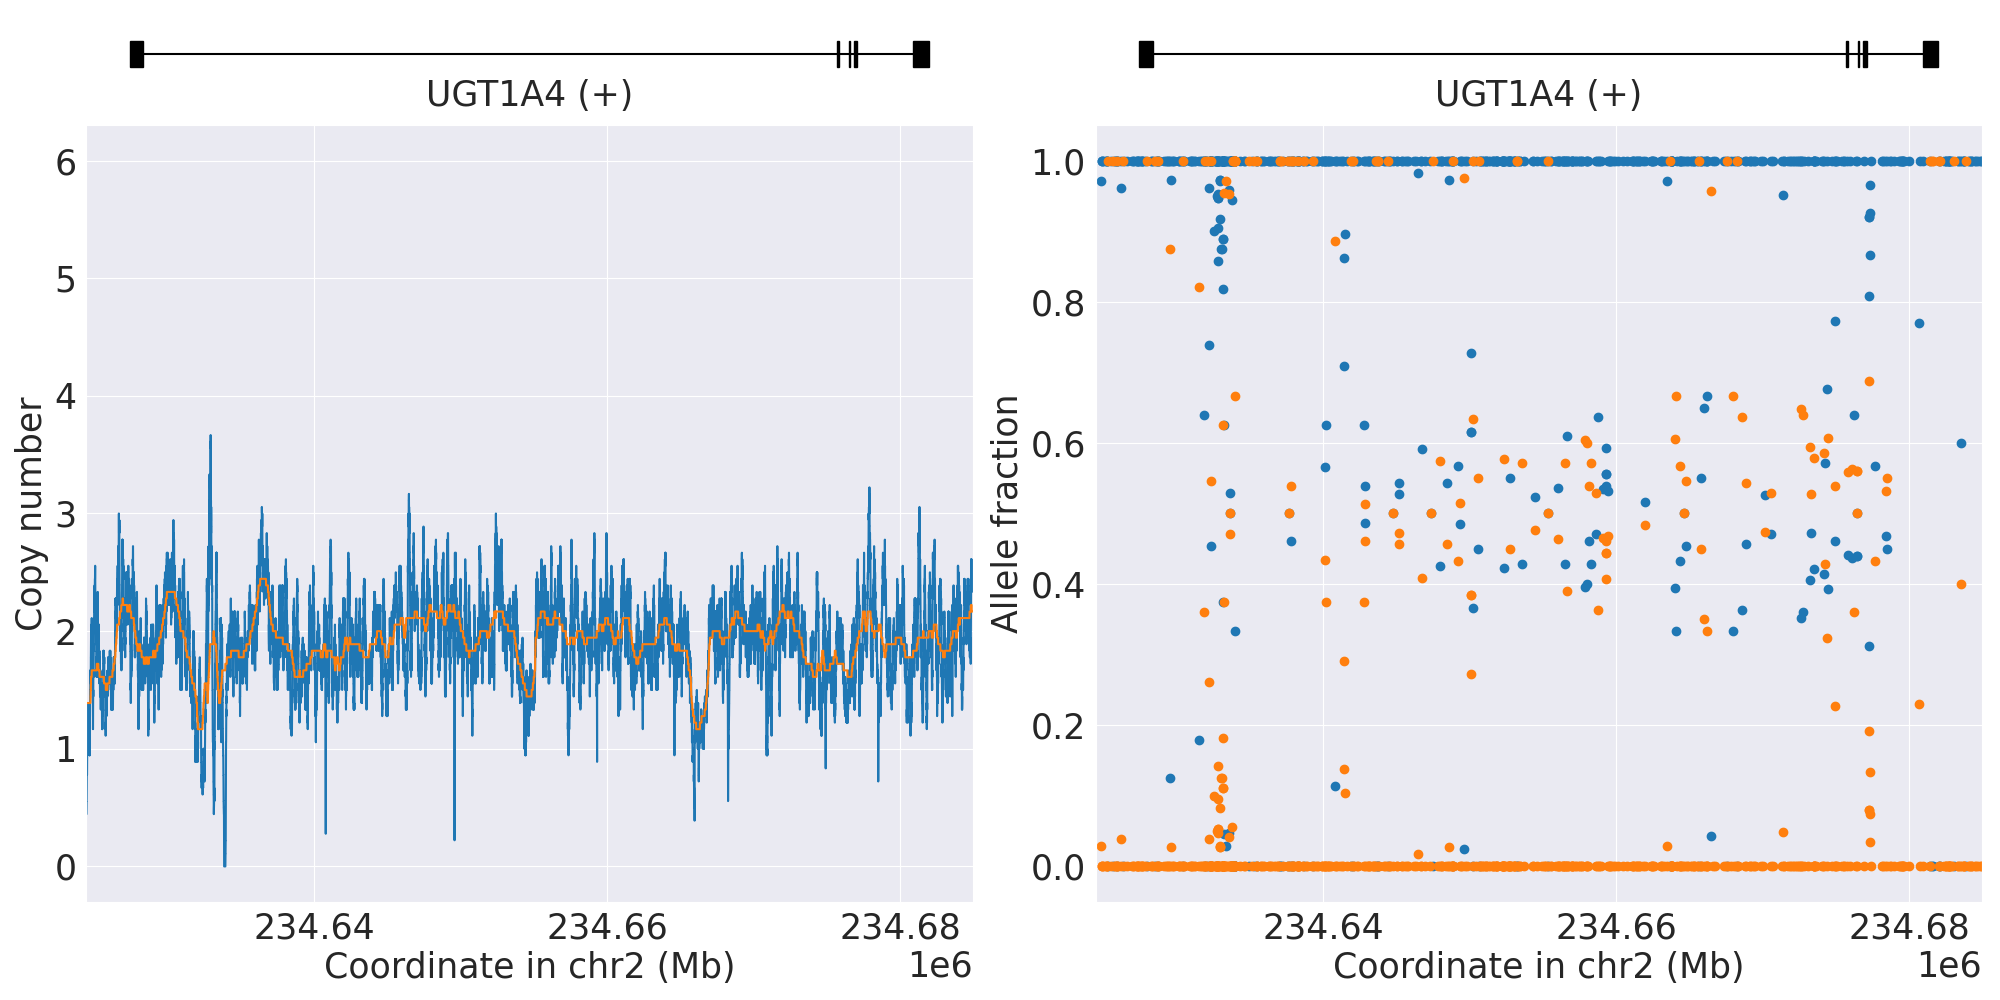 UGT1A4 (+)
Copy number
6
5
4
3
2
1
0
234.64
234.66
234.68
1e6
Coordinate in chr2 (Mb)
UGT1A4 (+)
Allele fraction
1.0
0.8
0.6
0.4
0.2
0.0
234.64
234.66
234.68
1e6
Coordinate in chr2 (Mb)